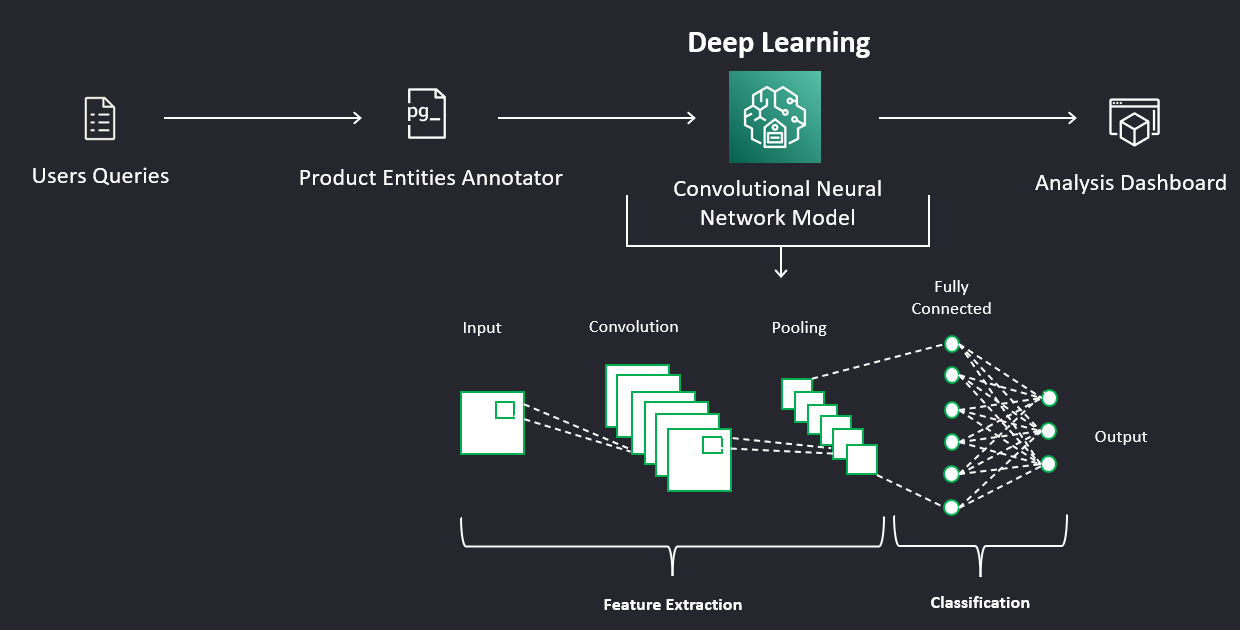 Deep Learning
pg_
Users Queries
Product Entities Annotator
Convolutional Neural
Network Model
Analysis Dashboard
Fully
Connected
Input
Convolution
Pooling
Output
Feature Extraction
Classification